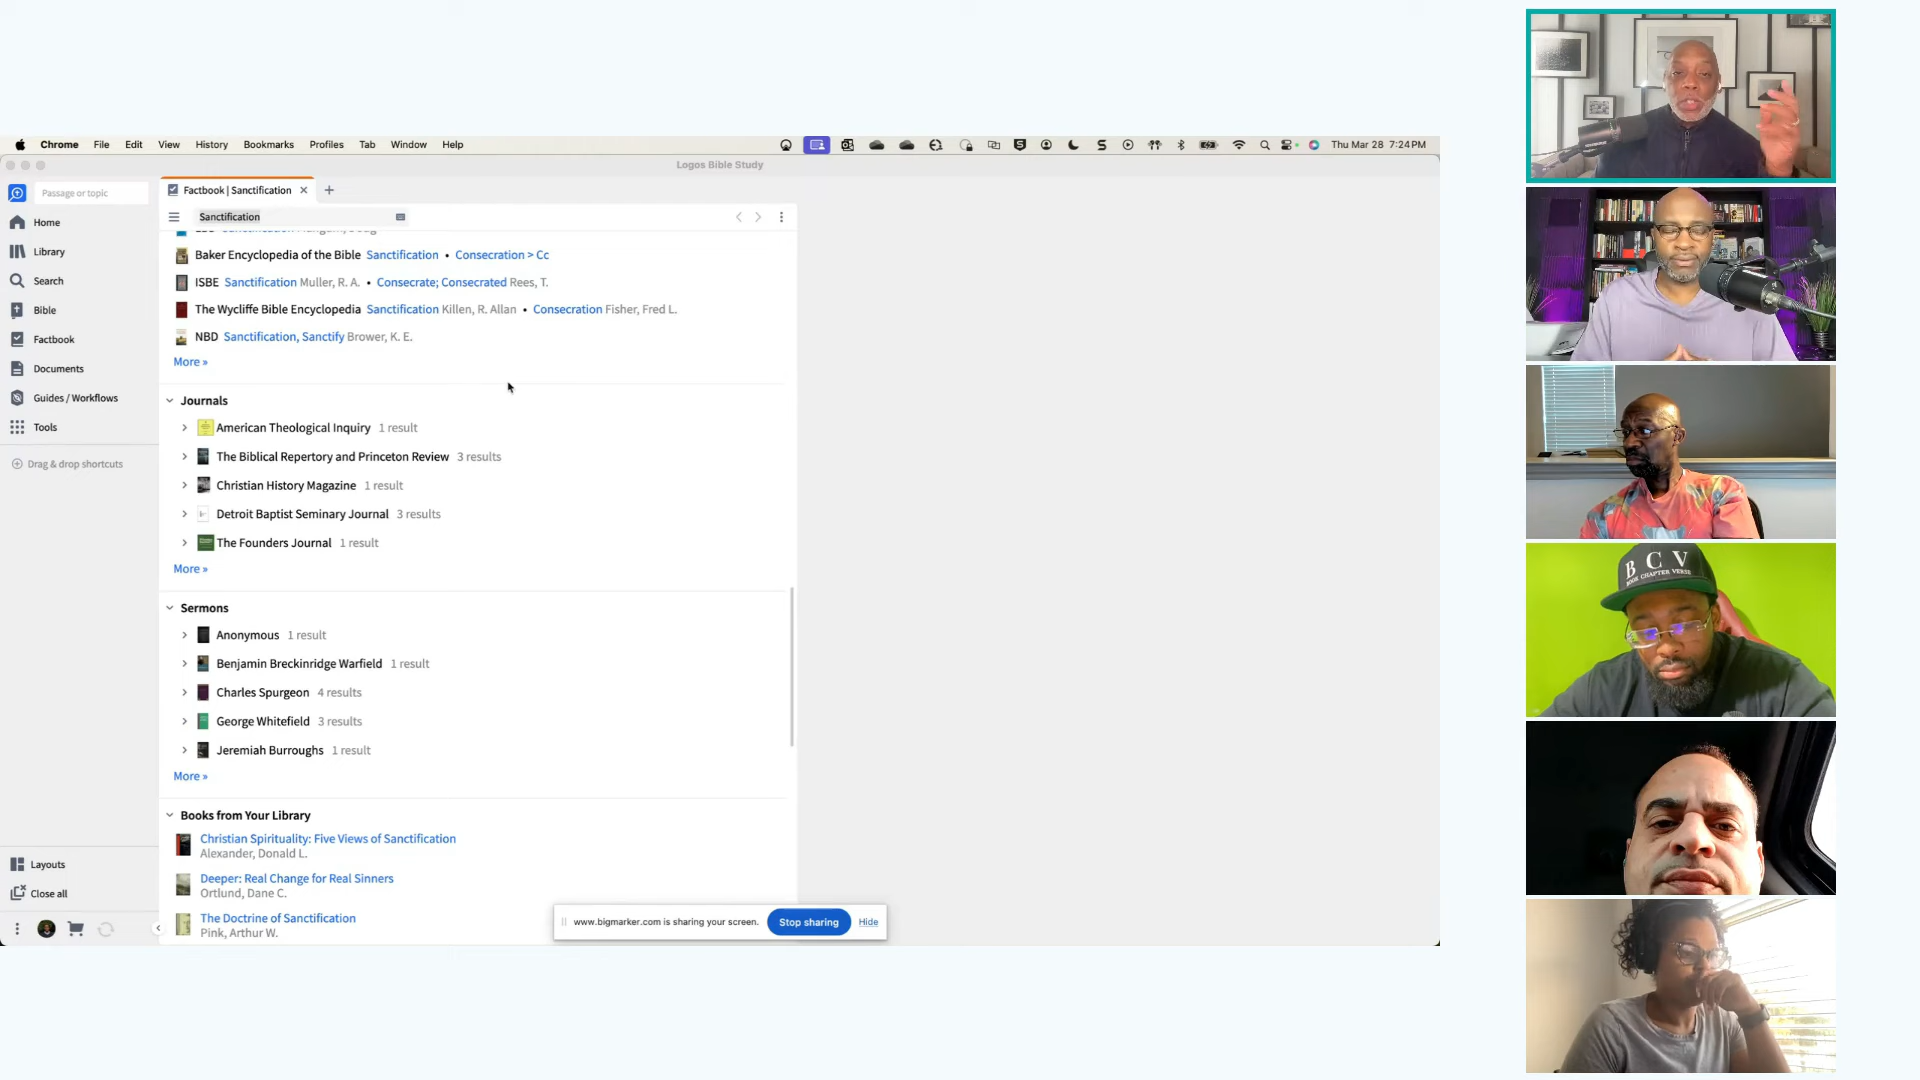 Chrome File Edit View History Bookmarks Profiles Tab Window Help Thu Mar 28 7:24 PM
Logos Bible Study
Passage or topic
Home
Library
Search
Bible
Factbook
Documents
Guides / Workflows
Tools
Drag & drop shortcuts
Layouts
Close all
Factbook | Sanctification
Sanctification
Baker Encyclopedia of the Bible Sanctification • Consecration > Cc
ISBE Sanctification Muller, R. A. • Consecrate; Consecrated Rees, T.
The Wycliffe Bible Encyclopedia Sanctification Killen, R. Allan • Consecration Fisher, Fred L.
NBD Sanctification, Sanctify Brower, K. E.
More »
Journals
American Theological Inquiry 1 result
The Biblical Repertory and Princeton Review 3 results
Christian History Magazine 1 result
Detroit Baptist Seminary Journal 3 results
The Founders Journal 1 result
More »
Sermons
Anonymous 1 result
Benjamin Breckinridge Warfield 1 result
Charles Spurgeon 4 results
George Whitefield 3 results
Jeremiah Burroughs 1 result
More »
Books from Your Library
Christian Spirituality: Five Views of Sanctification
Alexander, Donald L.
Deeper: Real Change for Real Sinners
Ortlund, Dane C.
The Doctrine of Sanctification
Pink, Arthur W.
www.bigmarker.com is sharing your screen. Stop sharing Hide
B C V
BOOK CHAPTER VERSE